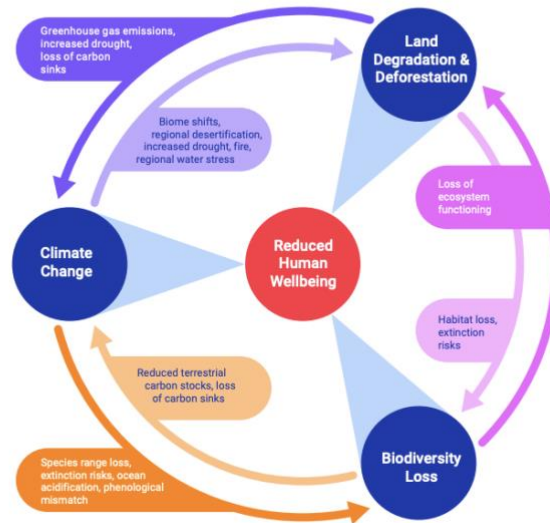 Greenhouse gas emissions,
increased drought,
loss of carbon
sinks
Land
Degradation &
Deforestation
Biome shifts,
regional desertification,
increased drought, fire,
regional water stress
Loss of
ecosystem
functioning
Climate
Change
Reduced
Human
Wellbeing
Habitat loss,
extinction
risks
Reduced terrestrial
carbon stocks, loss
of carbon sinks
Biodiversity
Loss
Species range loss,
extinction risks, ocean
acidification, phenological
mismatch